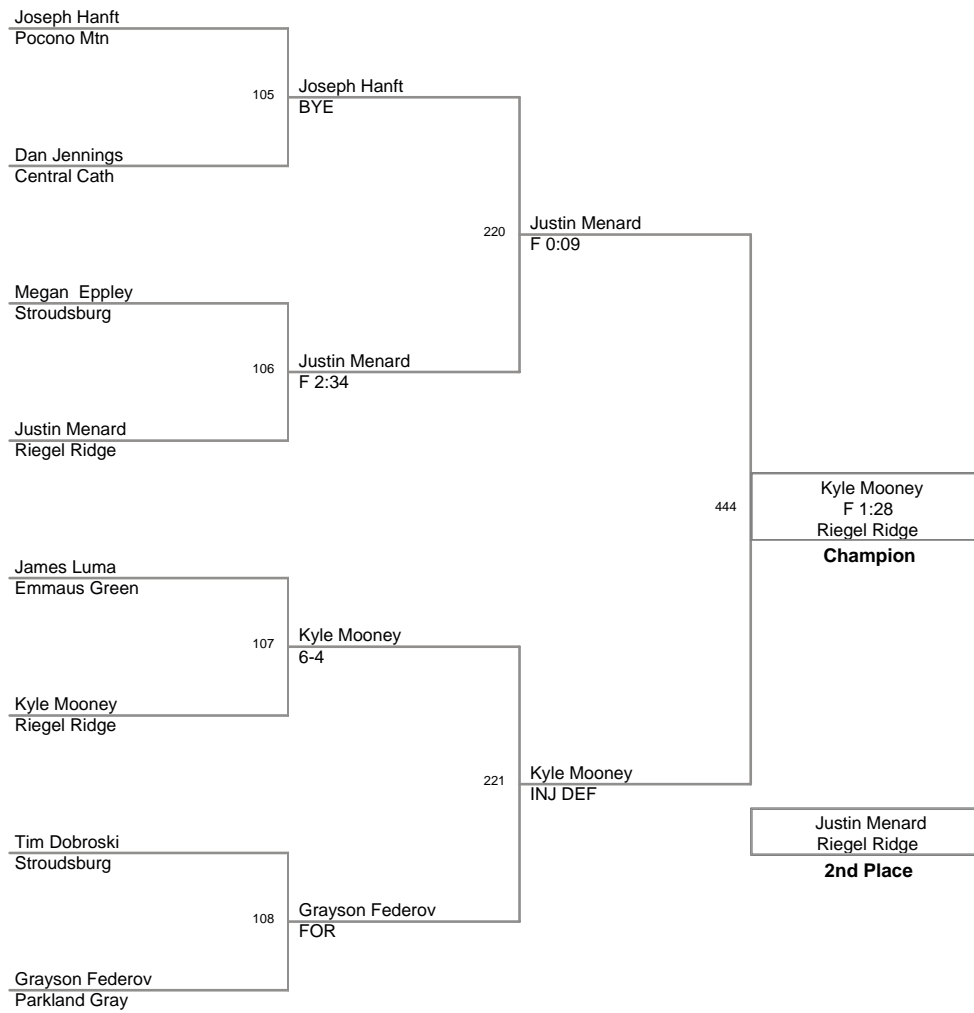 Joseph Hanft
Pocono Mtn
105
Joseph Hanft
BYE
Dan Jennings
Central Cath
220
Justin Menard
F 0:09
Megan  Eppley
Stroudsburg
106
Justin Menard
F 2:34
Justin Menard
Riegel Ridge
444
Kyle Mooney
F 1:28
Riegel Ridge
Champion
James Luma
Emmaus Green
107
Kyle Mooney
6-4
Kyle Mooney
Riegel Ridge
221
Kyle Mooney
INJ DEF
Justin Menard
Riegel Ridge
2nd Place
Tim Dobroski
Stroudsburg
108
Grayson Federov
FOR
Grayson Federov
Parkland Gray